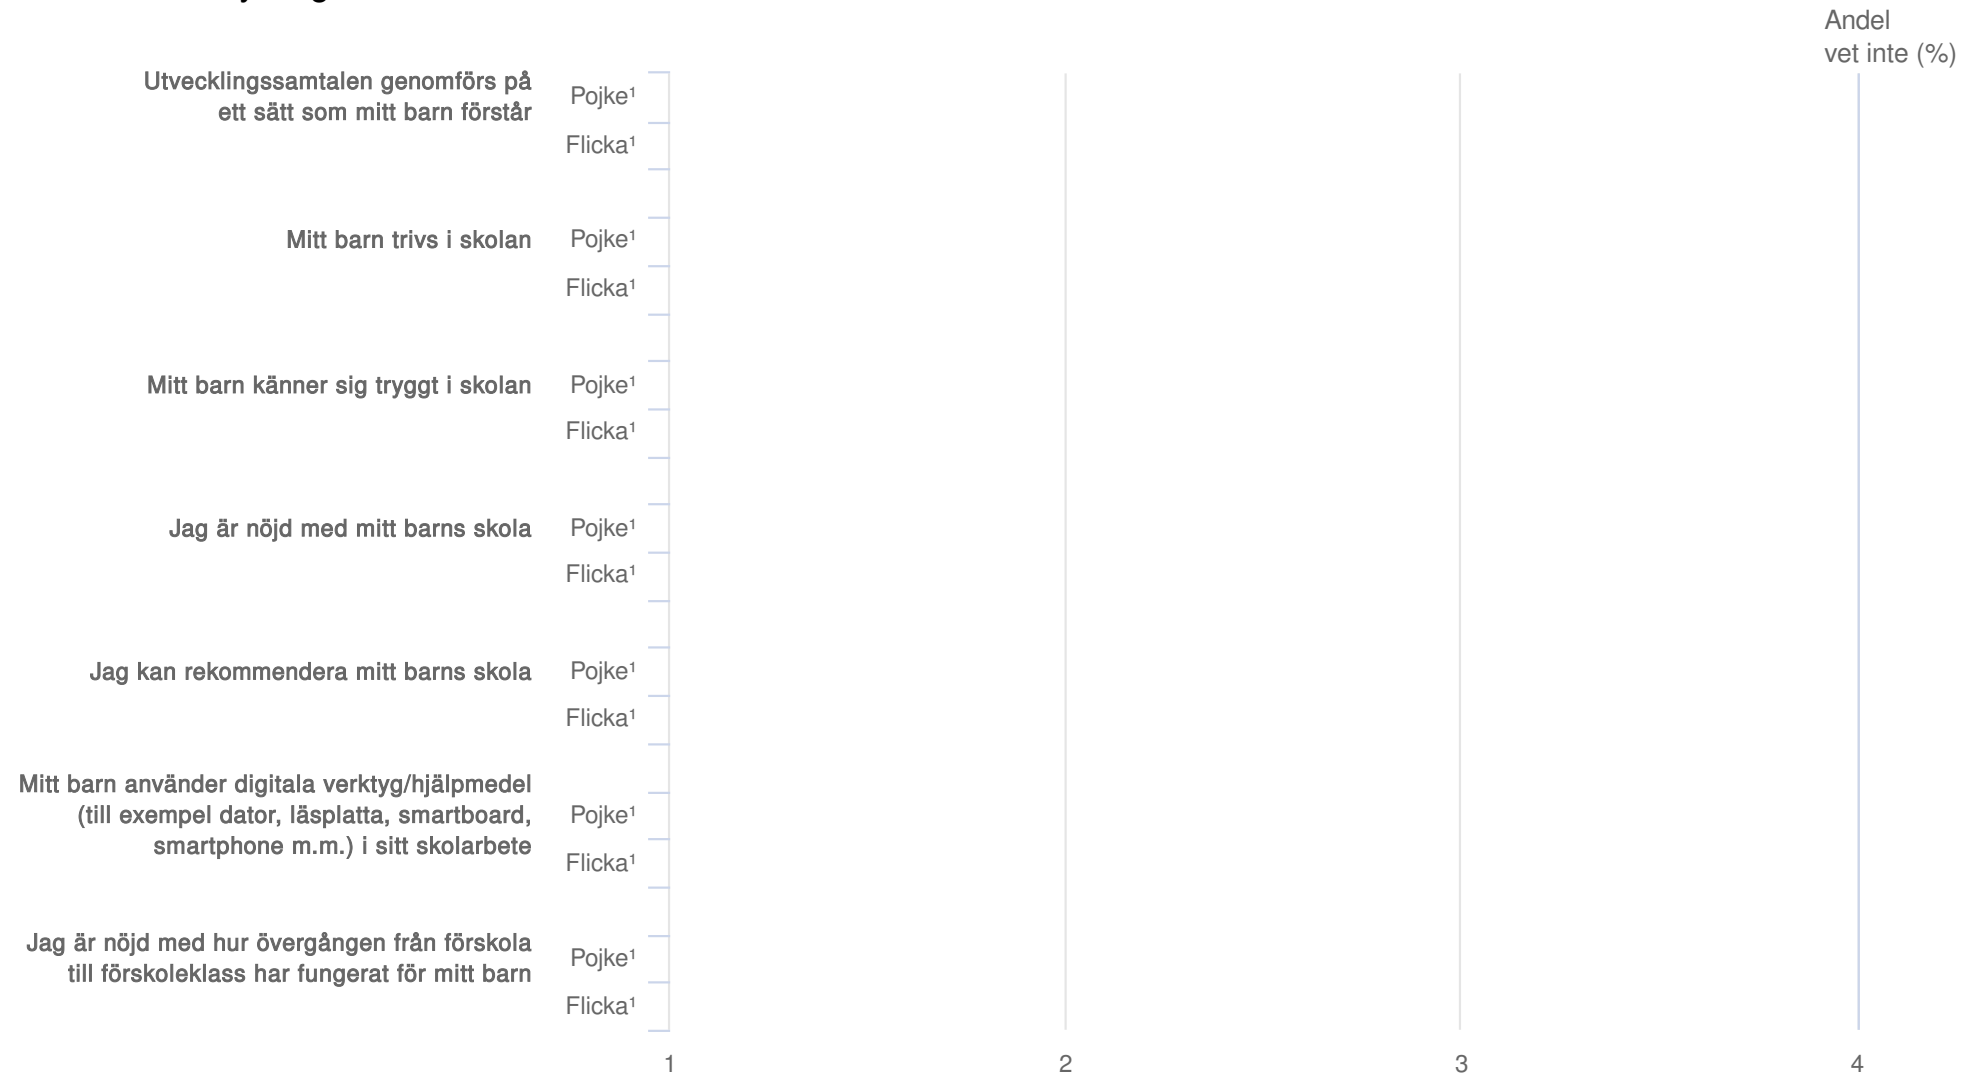 Andel
vet inte (%)
Utvecklingssamtalen genomförs på
ett sätt som mitt barn förstår
Pojke¹
Flicka¹
Mitt barn trivs i skolan
Pojke¹
Flicka¹
Mitt barn känner sig tryggt i skolan
Pojke¹
Flicka¹
Jag är nöjd med mitt barns skola
Pojke¹
Flicka¹
Jag kan rekommendera mitt barns skola
Pojke¹
Flicka¹
Mitt barn använder digitala verktyg/hjälpmedel
(till exempel dator, läsplatta, smartboard,
smartphone m.m.) i sitt skolarbete
Pojke¹
Flicka¹
Jag är nöjd med hur övergången från förskola
till förskoleklass har fungerat för mitt barn
Pojke¹
Flicka¹
1 2 3 4